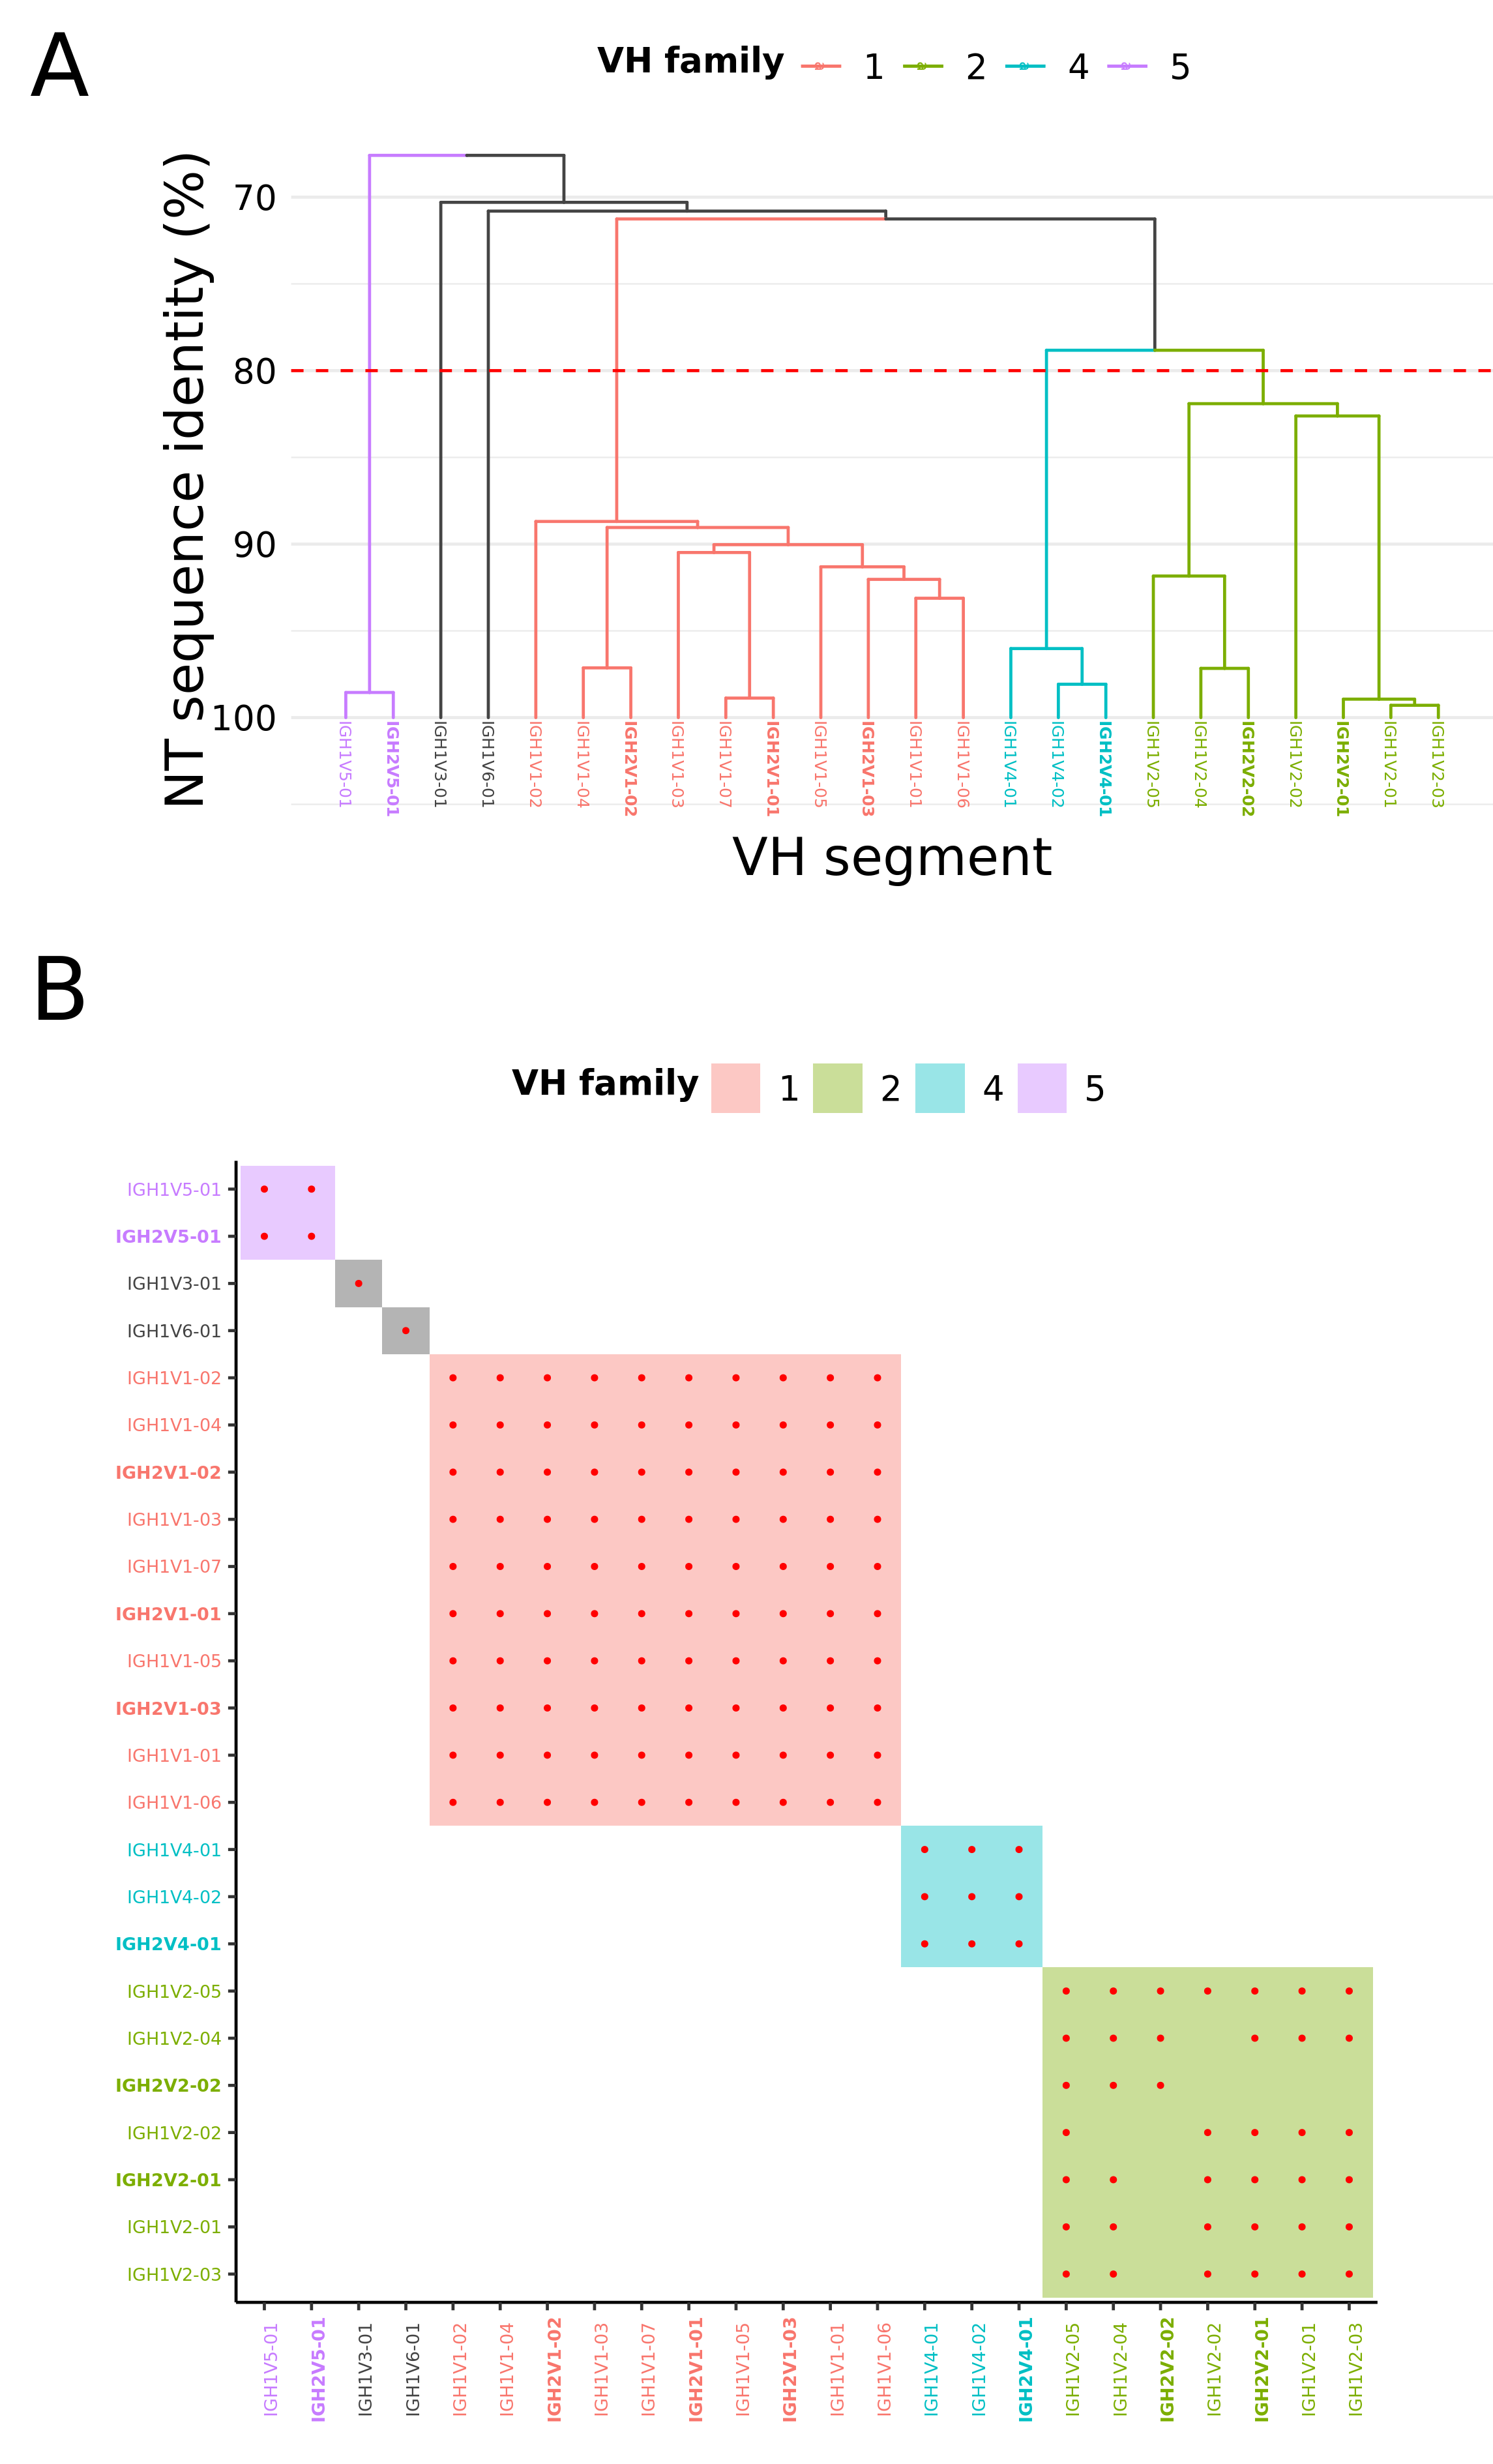 A
VH family 1 2 4 5
NT sequence identity (%)
70
80
90
100
IGH1V5-01
IGH2V5-01
IGH1V3-01
IGH1V6-01
IGH1V1-02
IGH1V1-04
IGH2V1-02
IGH1V1-03
IGH1V1-07
IGH2V1-01
IGH1V1-05
IGH2V1-03
IGH1V1-01
IGH1V1-06
IGH1V4-01
IGH1V4-02
IGH2V4-01
IGH1V2-05
IGH1V2-04
IGH2V2-02
IGH1V2-02
IGH2V2-01
IGH1V2-01
IGH1V2-03
VH segment
B
VH family 1 2 4 5
IGH1V5-01
IGH2V5-01
IGH1V3-01
IGH1V6-01
IGH1V1-02
IGH1V1-04
IGH2V1-02
IGH1V1-03
IGH1V1-07
IGH2V1-01
IGH1V1-05
IGH2V1-03
IGH1V1-01
IGH1V1-06
IGH1V4-01
IGH1V4-02
IGH2V4-01
IGH1V2-05
IGH1V2-04
IGH2V2-02
IGH1V2-02
IGH2V2-01
IGH1V2-01
IGH1V2-03
IGH1V5-01
IGH2V5-01
IGH1V3-01
IGH1V6-01
IGH1V1-02
IGH1V1-04
IGH2V1-02
IGH1V1-03
IGH1V1-07
IGH2V1-01
IGH1V1-05
IGH2V1-03
IGH1V1-01
IGH1V1-06
IGH1V4-01
IGH1V4-02
IGH2V4-01
IGH1V2-05
IGH1V2-04
IGH2V2-02
IGH1V2-02
IGH2V2-01
IGH1V2-01
IGH1V2-03